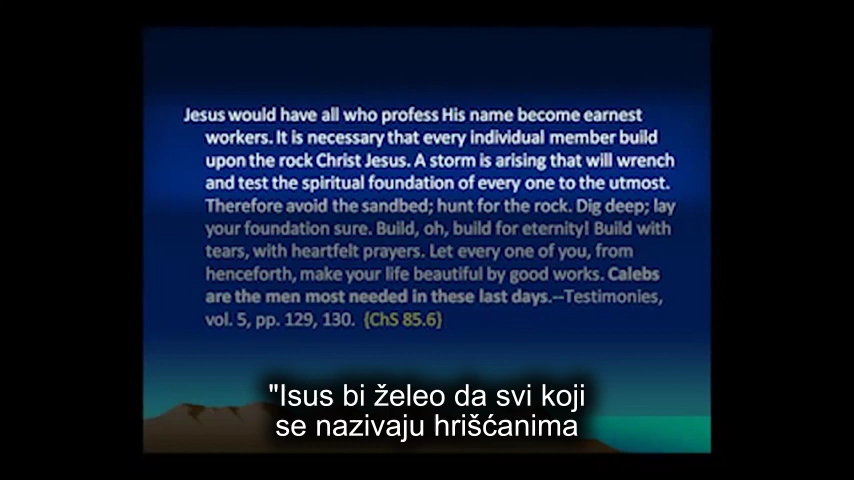 Jesus would have all who profess His name become earnest
workers. It is necessary that every individual member build
upon the rock Christ Jesus. A storm is arising that will wrench
and test the spiritual foundation of every one to the utmost.
Therefore avoid the sandbed; hunt for the rock. Dig deep; lay
your foundation sure. Build, oh, build for eternity! Build with
tears, with heartfelt prayers. Let every one of you, from
henceforth, make your life beautiful by good works. Calebs
are the men most needed in these last days.--Testimonies,
vol. 5, pp. 129, 130. {ChS 85.6}
"Isus bi želeo da svi koji
se nazivaju hrišćanima